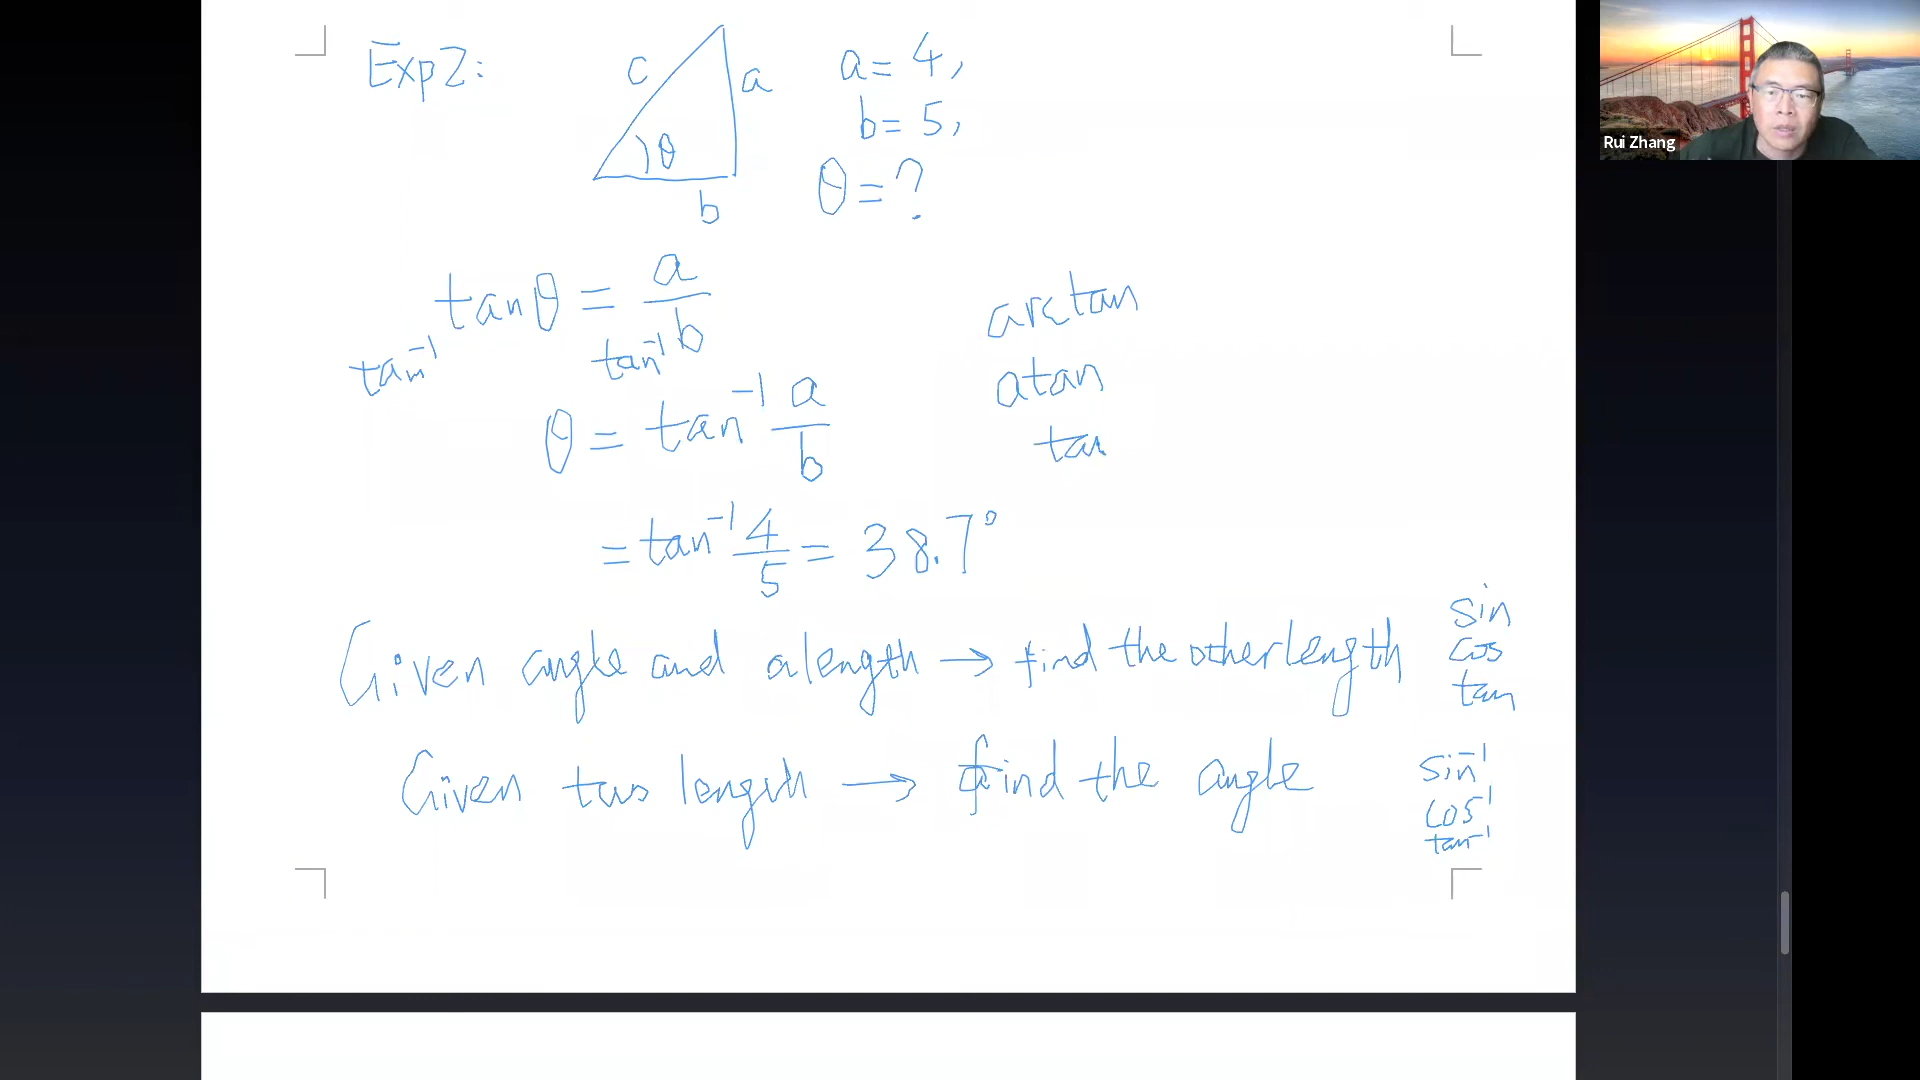 Exp2:
c
a
θ
b
a = 4,
b = 5,
θ = ?
tanθ = a/b
tan⁻¹ tan⁻¹
θ = tan⁻¹ a/b
= tan⁻¹ 4/5 = 38.7°
arctan
atan
tan
Given angle and a length → find the other length
sin
cos
tan
Given two length → find the angle
sin⁻¹
cos⁻¹
tan⁻¹
Rui Zhang